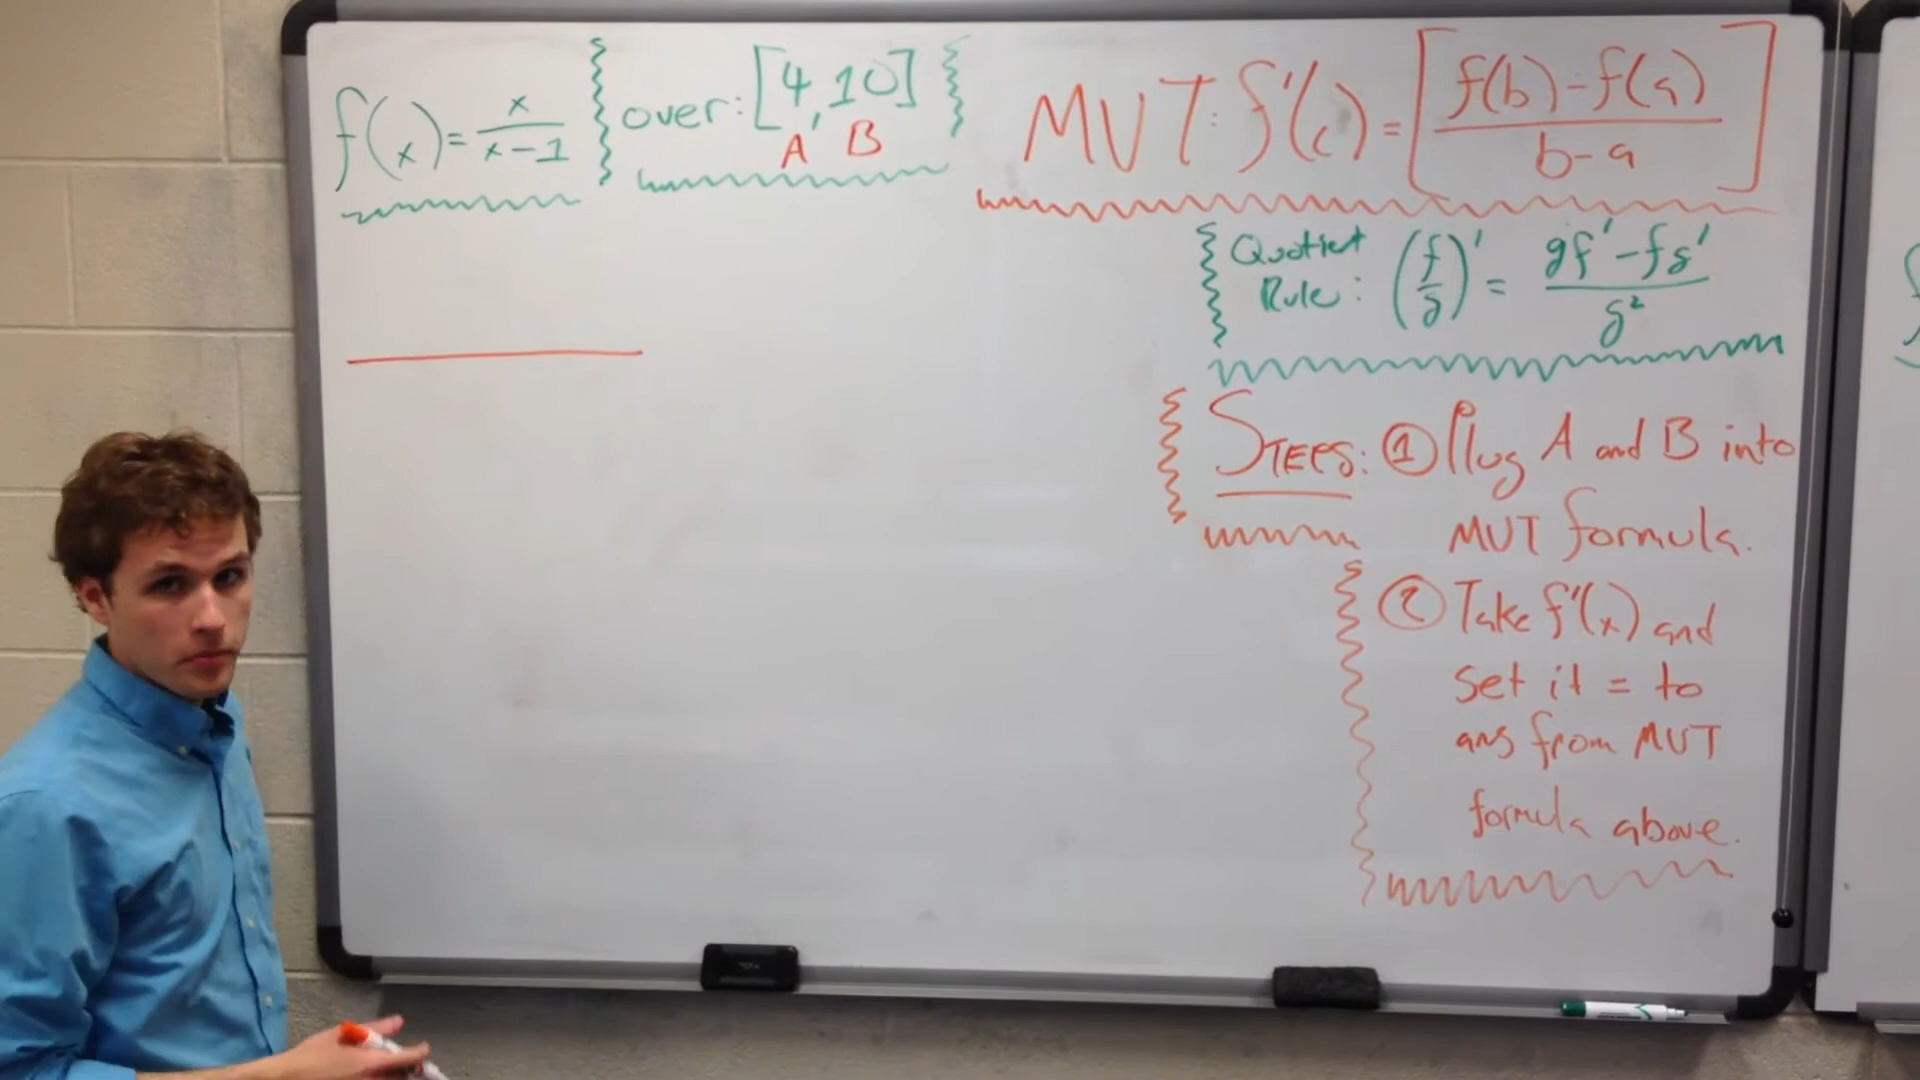 f(x) = x/(x-1)
over: [4, 10]
A B
MVT: f'(c) = [(f(b)-f(a))/(b-a)]
Quotient
Rule: (f/g)' = (gf'-fg')/g²
STEPS: ① Plug A and B into
MVT formula.
② Take f'(x) and
set it = to
ans from MVT
formula above.